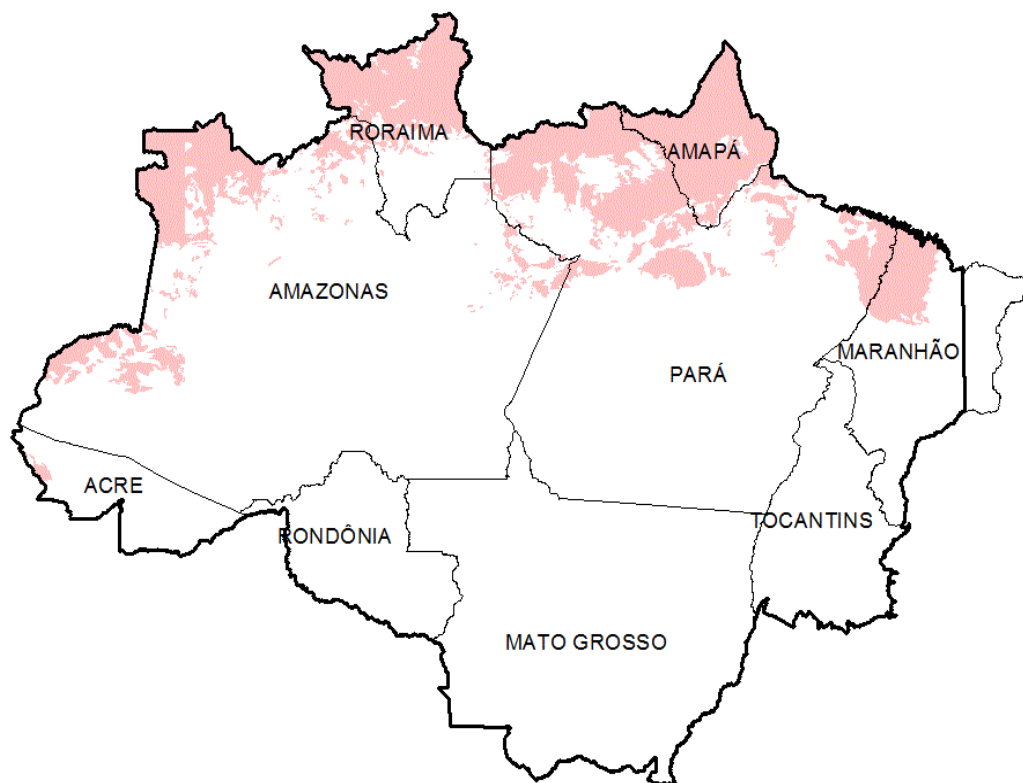 RORAIMA
AMAPÁ
AMAZONAS
MARANHÃO
PARÁ
ACRE
TOCANTINS
RONDÔNIA
MATO GROSSO